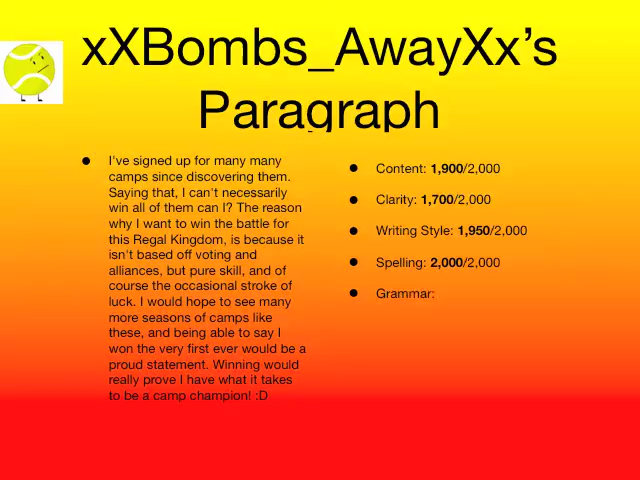 xXBombs_AwayXx’s
Paragraph
I've signed up for many many
camps since discovering them.
Saying that, I can't necessarily
win all of them can I? The reason
why I want to win the battle for
this Regal Kingdom, is because it
isn't based off voting and
alliances, but pure skill, and of
course the occasional stroke of
luck. I would hope to see many
more seasons of camps like
these, and being able to say I
won the very first ever would be a
proud statement. Winning would
really prove I have what it takes
to be a camp champion! :D
Content: 1,900/2,000
Clarity: 1,700/2,000
Writing Style: 1,950/2,000
Spelling: 2,000/2,000
Grammar: